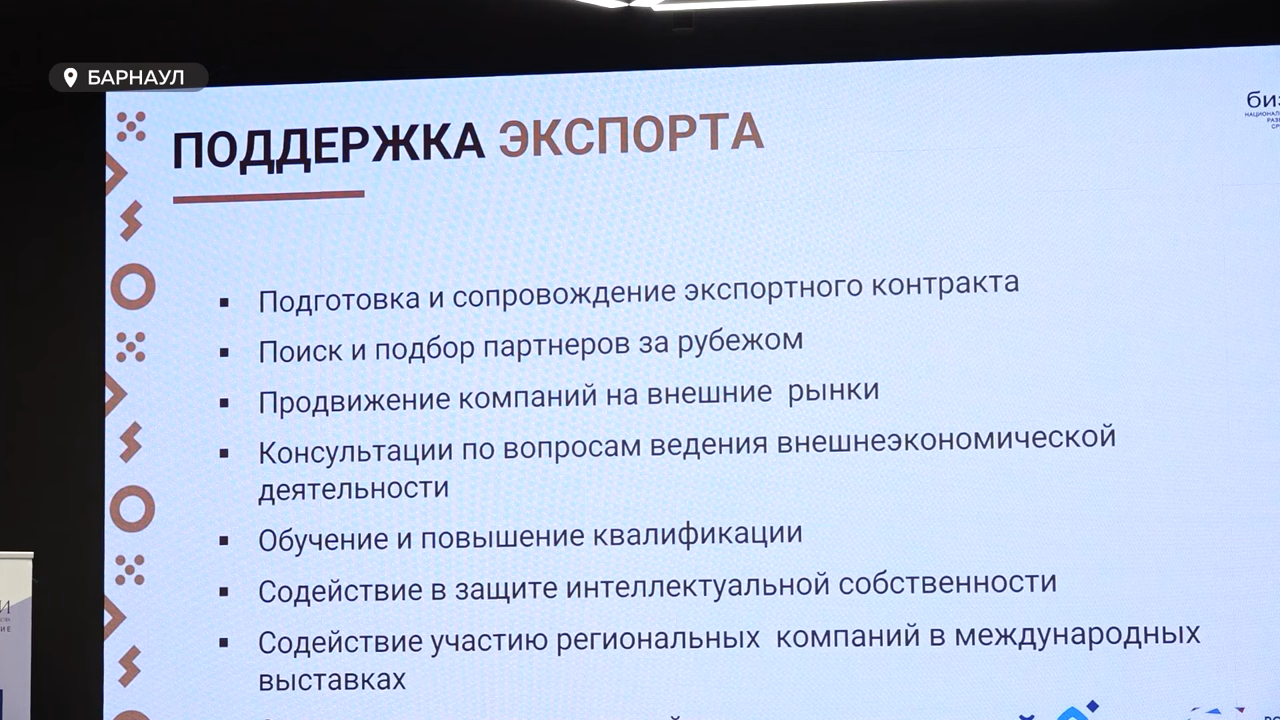 БАРНАУЛ
ПОДДЕРЖКА ЭКСПОРТА
Подготовка и сопровождение экспортного контракта
Поиск и подбор партнеров за рубежом
Продвижение компаний на внешние рынки
Консультации по вопросам ведения внешнеэкономической
деятельности
Обучение и повышение квалификации
Содействие в защите интеллектуальной собственности
Содействие участию региональных компаний в международных
выставках